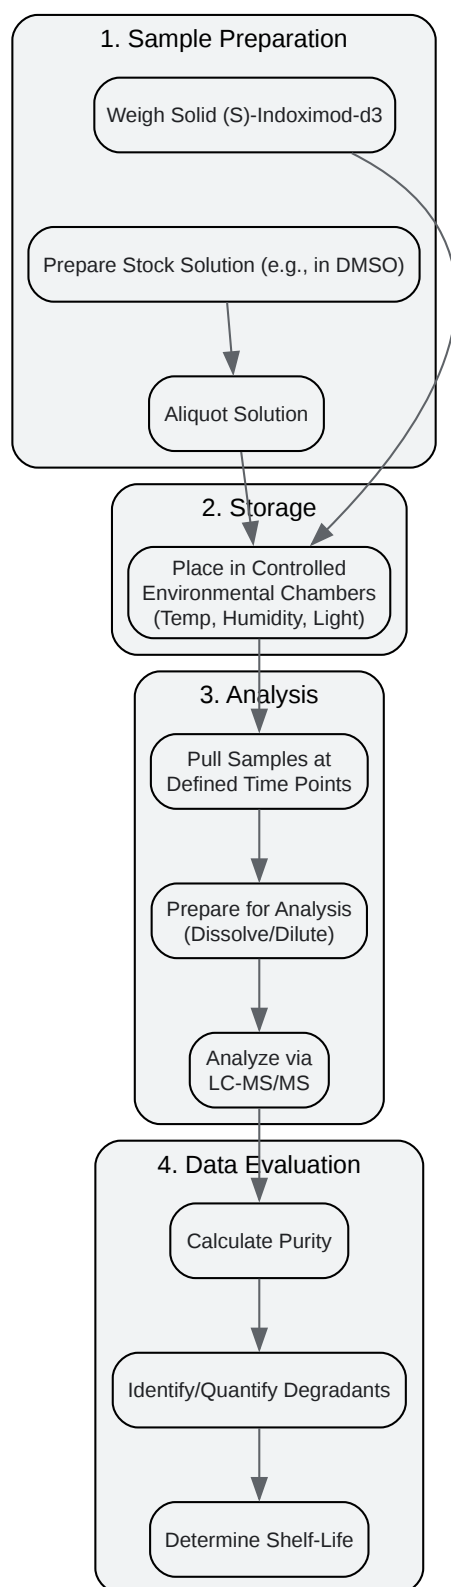 1. Sample Preparation
Weigh Solid (S)-Indoximod-d3
Prepare Stock Solution (e.g., in DMSO)
Aliquot Solution
2. Storage
Place in Controlled
Environmental Chambers
(Temp, Humidity, Light)
3. Analysis
Pull Samples at
Defined Time Points
Prepare for Analysis
(Dissolve/Dilute)
Analyze via
LC-MS/MS
4. Data Evaluation
Calculate Purity
Identify/Quantify Degradants
Determine Shelf-Life